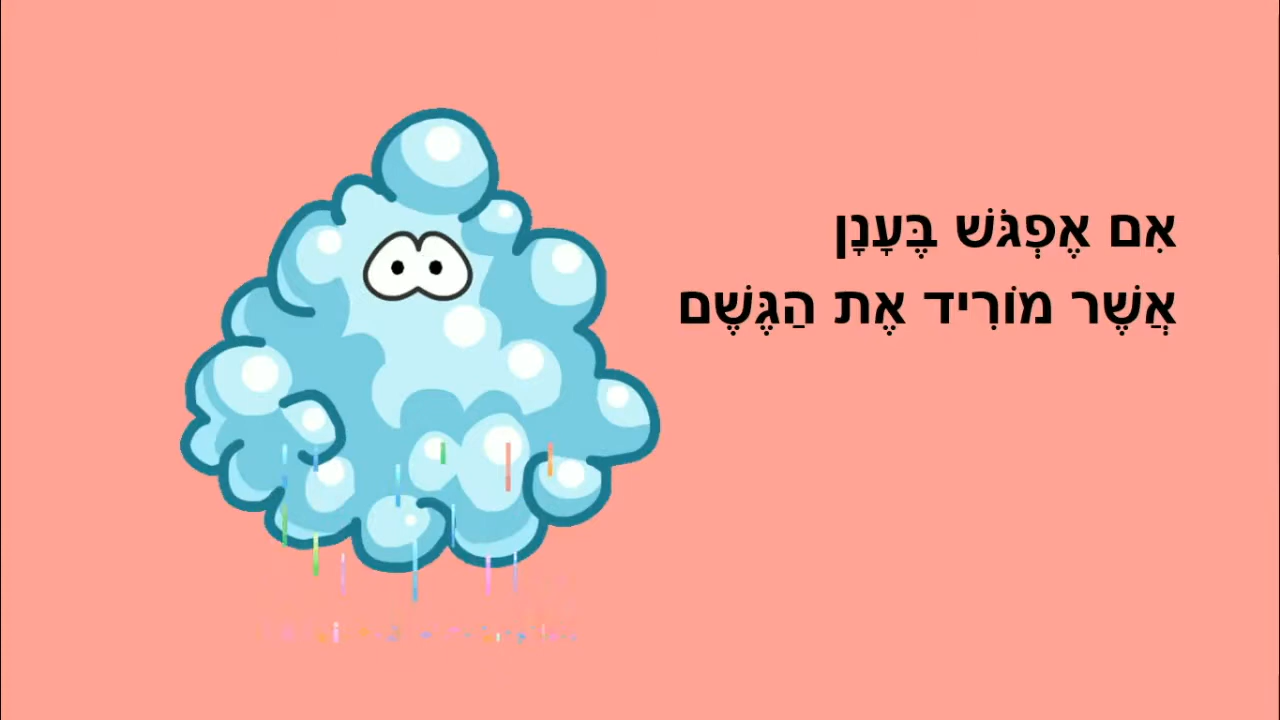 אִם אֶפְגֹּשׁ בֶּעָנָן
אֲשֶׁר מוֹרִיד אֶת הַגֶּשֶׁם